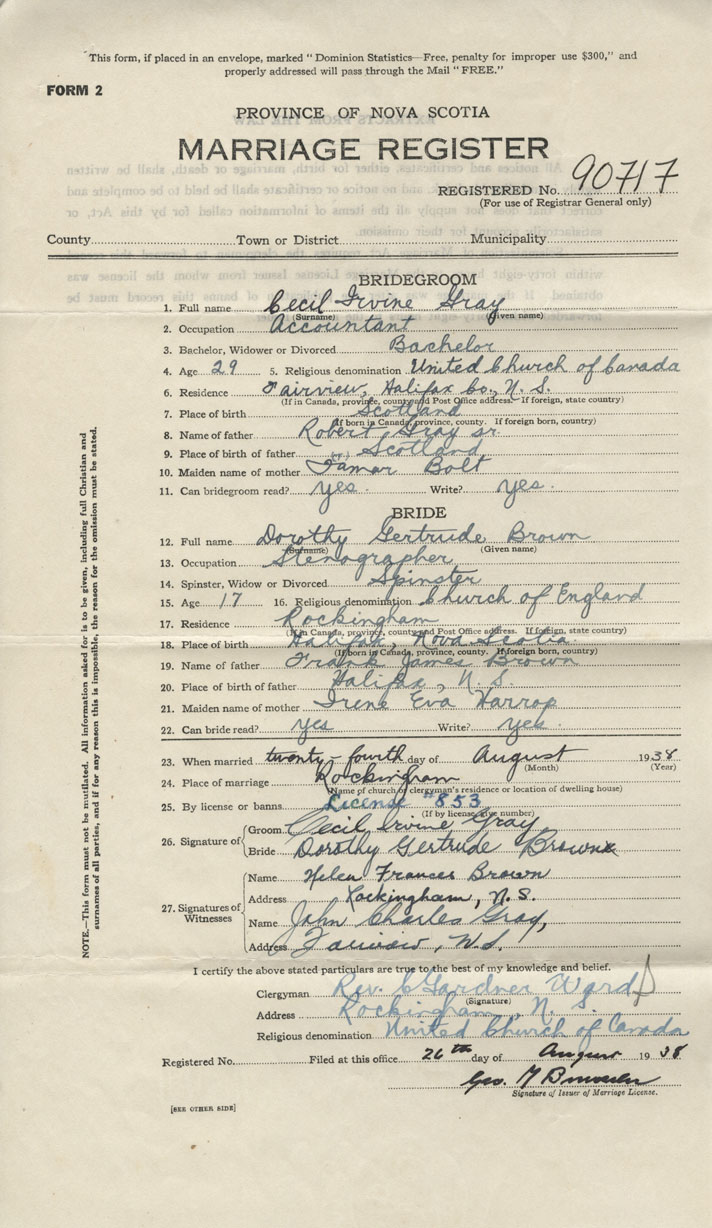 This form, if placed in an envelope, marked "Dominion Statistics—Free, penalty for improper use $300," and
properly addressed will pass through the Mail "FREE."
FORM 2
PROVINCE OF NOVA SCOTIA
MARRIAGE REGISTER
REGISTERED No. 90717
(For use of Registrar General only)
County Town or District Municipality
BRIDEGROOM
1. Full name Cecil Irvine Gray
(Surname) (Given name)
2. Occupation Accountant
3. Bachelor, Widower or Divorced Bachelor
4. Age 29 5. Religious denomination United Church of Canada
6. Residence Fairview, Halifax Co., N. S.
(If in Canada, province, county and Post Office address. If foreign, state country)
7. Place of birth Scotland
(If born in Canada, province, county. If foreign born, country)
8. Name of father Robert Gray sr.
9. Place of birth of father Scotland
10. Maiden name of mother Tamar Bolt
11. Can bridegroom read? yes. Write? yes.
BRIDE
12. Full name Dorothy Gertrude Brown
(Surname) (Given name)
13. Occupation Stenographer
14. Spinster, Widow or Divorced Spinster
15. Age 17 16. Religious denomination Church of England
17. Residence Rockingham
(If in Canada, province, county and Post Office address. If foreign, state country)
18. Place of birth Halifax, Nova Scotia
(If born in Canada, province, county. If foreign born, country)
19. Name of father Frank James Brown
20. Place of birth of father Halifax, N. S.
21. Maiden name of mother Irene Eva Harrop
22. Can bride read? yes Write? yes.
23. When married twenty-fourth day of August 1938
(Month) (Year)
24. Place of marriage Rockingham
(Name of church or clergyman's residence or location of dwelling house)
25. By license or banns License #853
(If by license, give number)
26. Signature of Groom Cecil Irvine Gray
Bride Dorothy Gertrude Brown
27. Signatures of Witnesses
Name Helen Frances Brown
Address Rockingham, N.S.
Name John Charles Gray,
Address Fairview, N.S.
I certify the above stated particulars are true to the best of my knowledge and belief.
Clergyman Rev. C Gardner Ward
(Signature)
Address Rockingham, N. S.
Religious denomination United Church of Canada
Registered No. Filed at this office 26th day of August 1938
Geo.
Signature of Issuer of Marriage License.
[SEE OTHER SIDE]
NOTE.—This form must not be mutilated. All information asked for is to be given, including full Christian and
surnames of all parties, and if for any reason this is impossible, the reason for the omission must be stated.